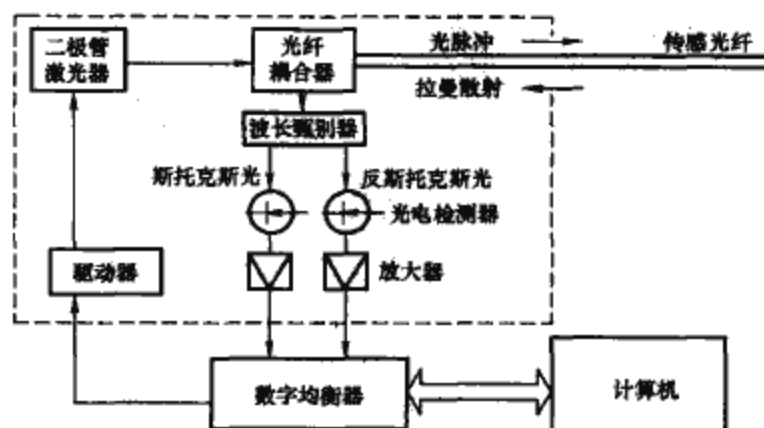 二极管
激光器
光纤
耦合器
光脉冲
传感光纤
拉曼散射
波长甄别器
斯托克斯光
反斯托克斯光
光电检测器
放大器
驱动器
数字均衡器
计算机